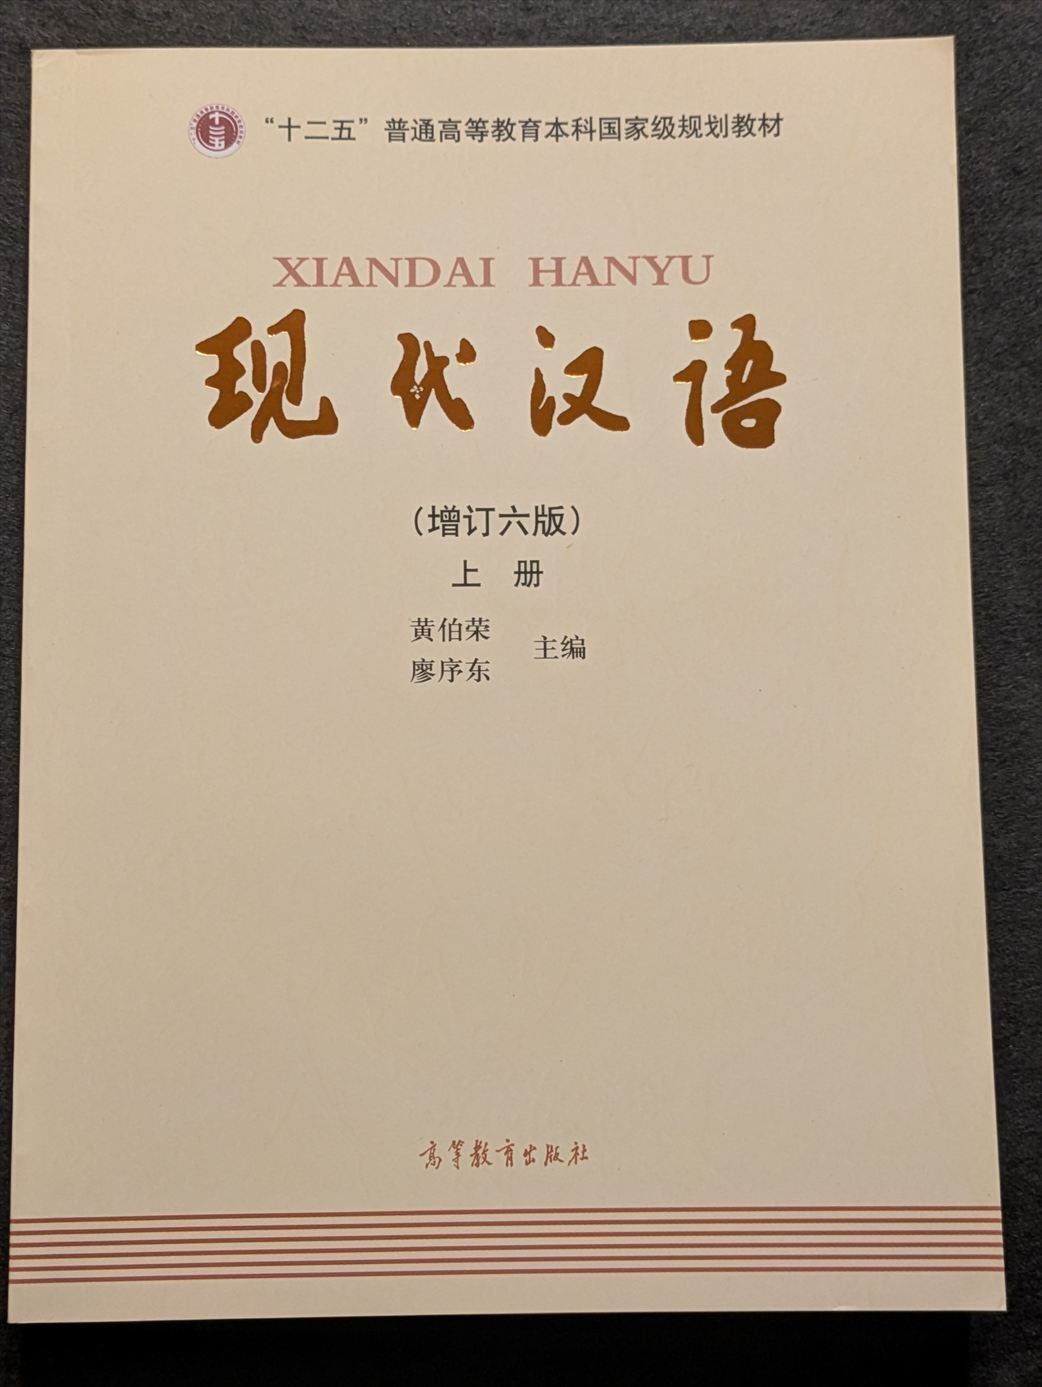 “十二五”普通高等教育本科国家级规划教材
XIANDAI HANYU
现代汉语
(增订六版)
上 册
黄伯荣
廖序东
主编
高等教育出版社